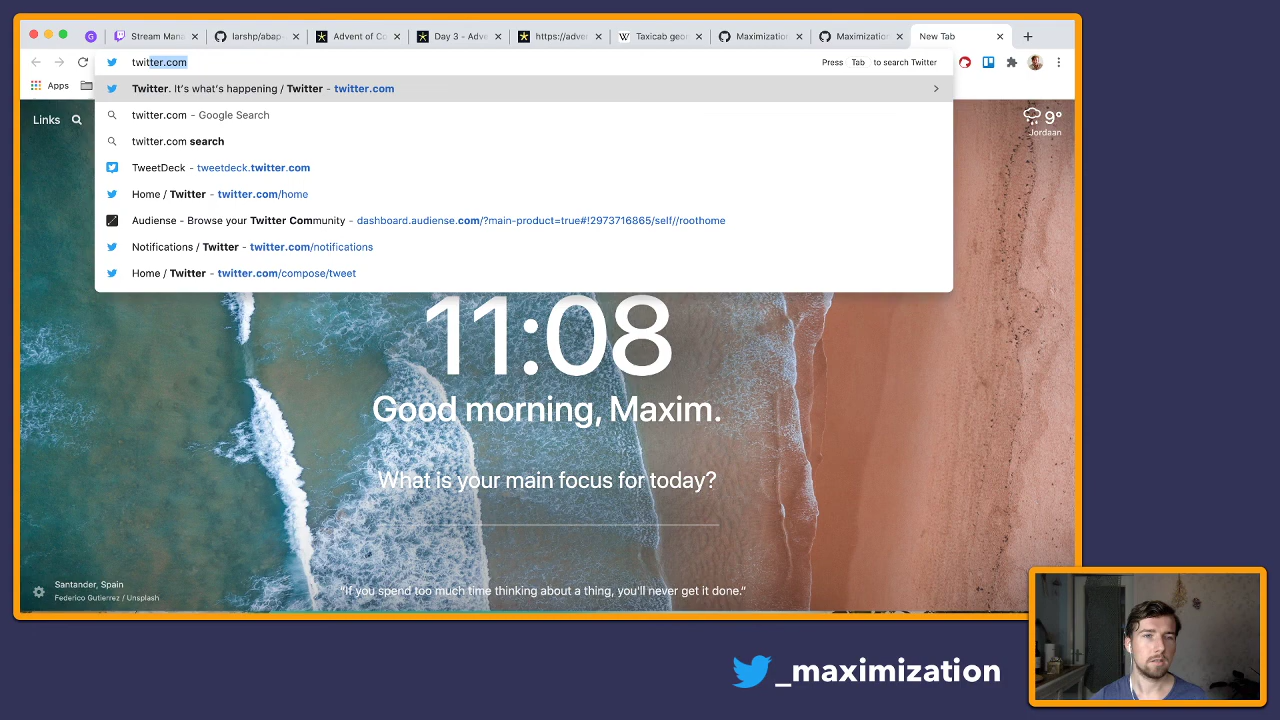 Stream Mana
larshp/abap-
Advent of Co
Day 3 - Adve
https://adve
Taxicab geo
Maximization
Maximization
New Tab
twitter.com
Press Tab to search Twitter
Apps
Twitter. It's what's happening / Twitter - twitter.com
twitter.com - Google Search
twitter.com search
TweetDeck - tweetdeck.twitter.com
Home / Twitter - twitter.com/home
Audiense - Browse your Twitter Community - dashboard.audiense.com/?main-product=true#!2973716865/self//roothome
Notifications / Twitter - twitter.com/notifications
Home / Twitter - twitter.com/compose/tweet
Links
9°
Jordaan
11:08
Good morning, Maxim.
What is your main focus for today?
Santander, Spain
Federico Gutierrez / Unsplash
"If you spend too much time thinking about a thing, you'll never get it done."
_maximization